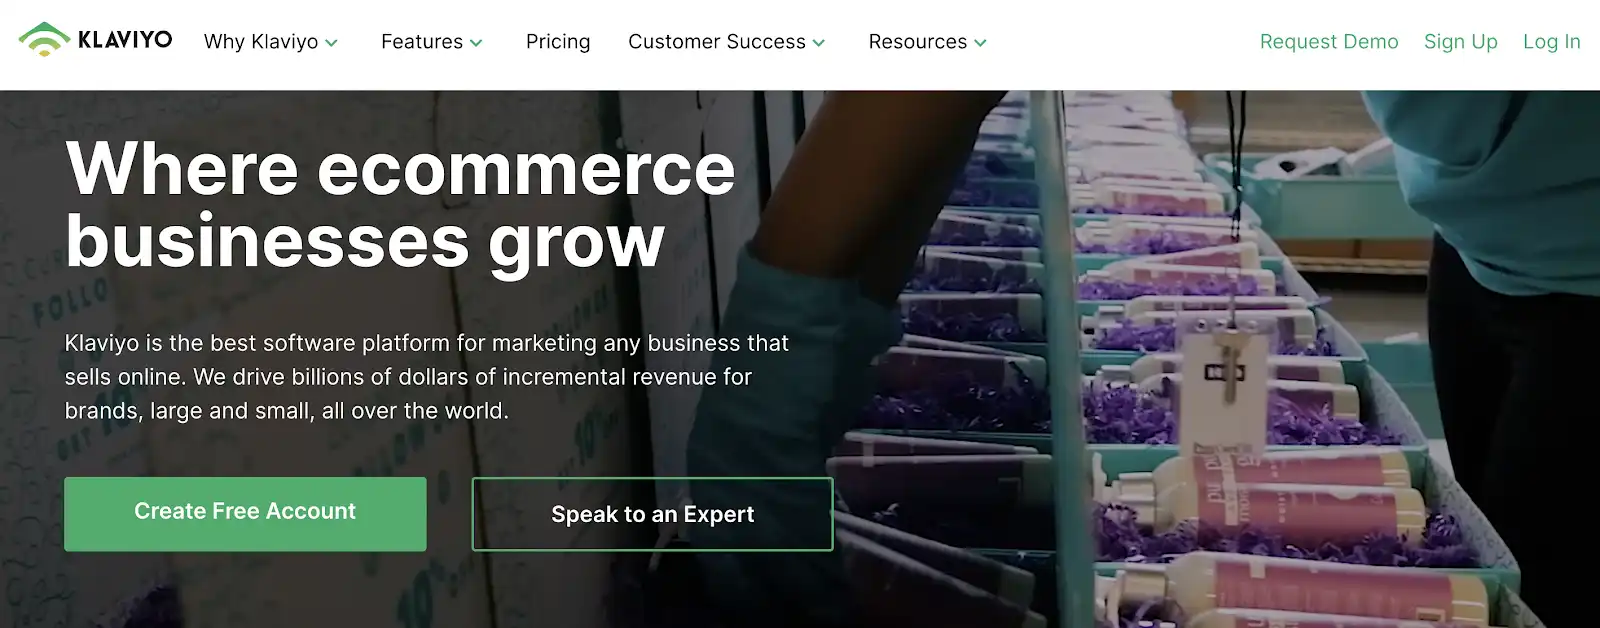 KLAVIYO
Why Klaviyo
Features
Pricing
Customer Success
Resources
Request Demo
Sign Up
Log In
Where ecommerce
businesses grow
Klaviyo is the best software platform for marketing any business that
sells online. We drive billions of dollars of incremental revenue for
brands, large and small, all over the world.
Create Free Account
Speak to an Expert
FOLLO
10%